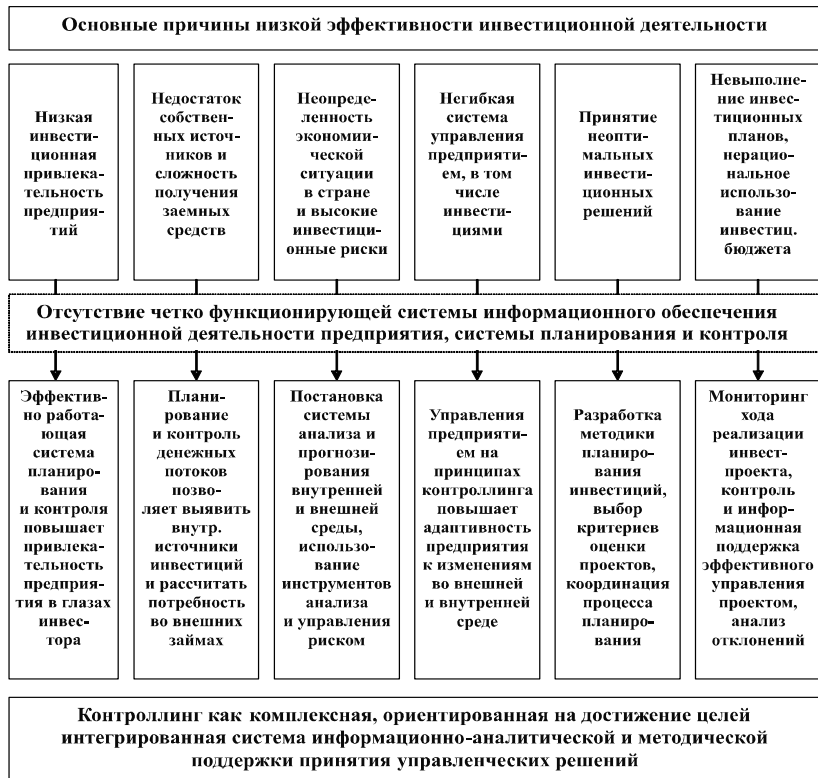 Основные причины низкой эффективности инвестиционной деятельности
Низкая
инвести-
ционная
привлека-
тельность
предприя-
тий
Недостаток
собствен-
ных источ-
ников и
сложность
получения
заемных
средств
Неопреде-
ленность
экономии-
ческой
ситуации
в стране
и высокие
инвестици-
онные риски
Негибкая
система
управления
предприяти-
ем, в том
числе
инвести-
циями
Принятие
неопти-
мальных
инвести-
ционных
решений
Невыполне-
ние инвес-
тиционных
планов,
нерацио-
нальное
использо-
вание
инвестиц.
бюджета
Отсутствие четко функционирующей системы информационного обеспечения
инвестиционной деятельности предприятия, системы планирования и контроля
Эффектив-
но работа-
ющая
система
планиро-
вания
и контроля
повышает
привлека-
тельность
предприя-
тия в глазах
инвес-
тора
Плани-
рование
и контроль
денежных
потоков
позво-
ляет выявить
внутр.
источники
инвестиций
и рассчитать
потребность
во внешних
займах
Постановка
системы
анализа и
прогнози-
рования
внутренней
и внешней
среды,
использо-
вание
инструментов
анализа
и управления
риском
Управления
предприяти-
ем на
принципах
контроллинга
повышает
адаптивность
предприятия
к изменениям
во внешней
и внутренней
среде
Разработка
методики
планирования
инвестиций,
выбор
критериев
оценки
проектов,
координация
процесса
планирования
Мониторинг
хода
реализации
инвест-
проекта,
контроль
и инфор-
мационная
поддержка
эффективного
управления
проектом,
анализ
отклонений
Контроллинг как комплексная, ориентированная на достижение целей
интегрированная система информационно-аналитической и методической
поддержки принятия управленческих решений